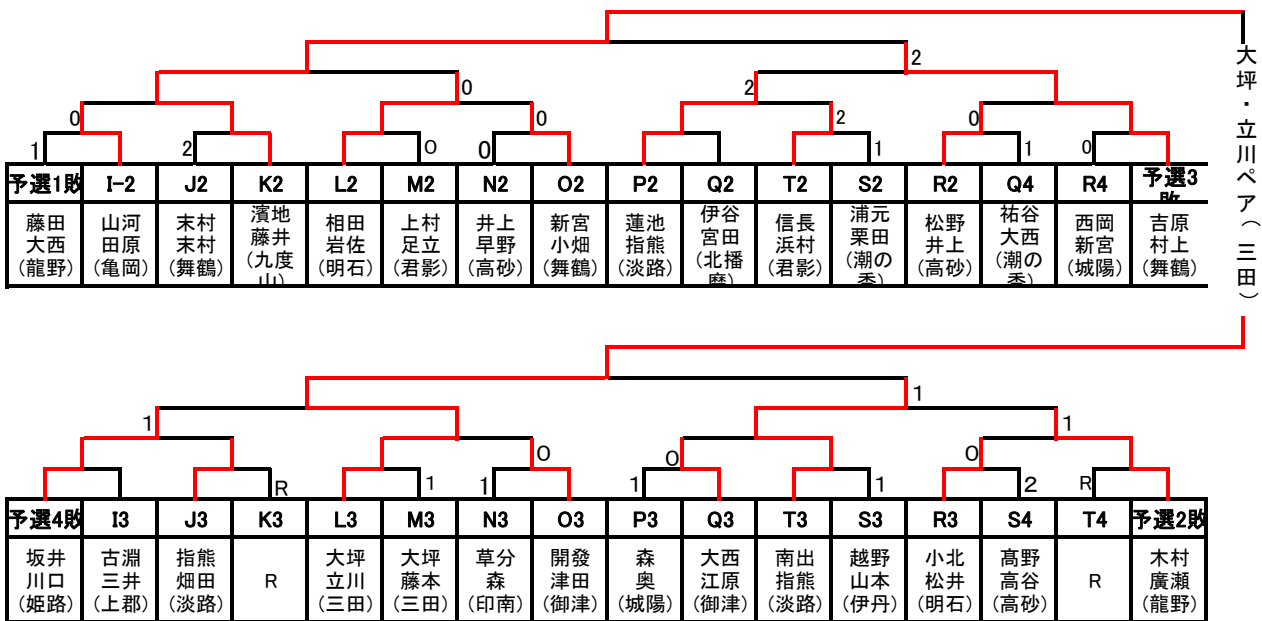 2
2
0
0
0
2
0
1
2
0
0
1
1
0
予選1敗 I-2 J2 K2 L2 M2 N2 O2 P2 Q2 T2 S2 R2 Q4 R4 予選3敗
藤田 山河 末村 濱地 相田 上村 井上 新宮 蓮池 伊谷 信長 浦元 松野 祐谷 西岡 吉原
大西 田原 末村 藤井 岩佐 足立 早野 小畑 指熊 宮田 浜村 栗田 井上 大西 新宮 村上
(龍野) (亀岡) (舞鶴) (九度山) (明石) (君影) (高砂) (舞鶴) (淡路) (北播磨) (君影) (潮の香) (高砂) (潮の香) (城陽) (舞鶴)
大坪・立川ペア(三田)
1
1
1
0
0
0
R
1
1
1
1
2
R
予選4敗 I3 J3 K3 L3 M3 N3 O3 P3 Q3 T3 S3 R3 S4 T4 予選2敗
坂井 古淵 指熊 R 大坪 大坪 草分 開發 森 大西 南出 越野 小北 髙野 R 木村
川口 三井 畑田 立川 藤本 森 津田 奥 江原 指熊 山本 松井 高谷 廣瀬
(姫路) (上郡) (淡路) (三田) (三田) (印南) (御津) (城陽) (御津) (淡路) (伊丹) (明石) (高砂) (龍野)